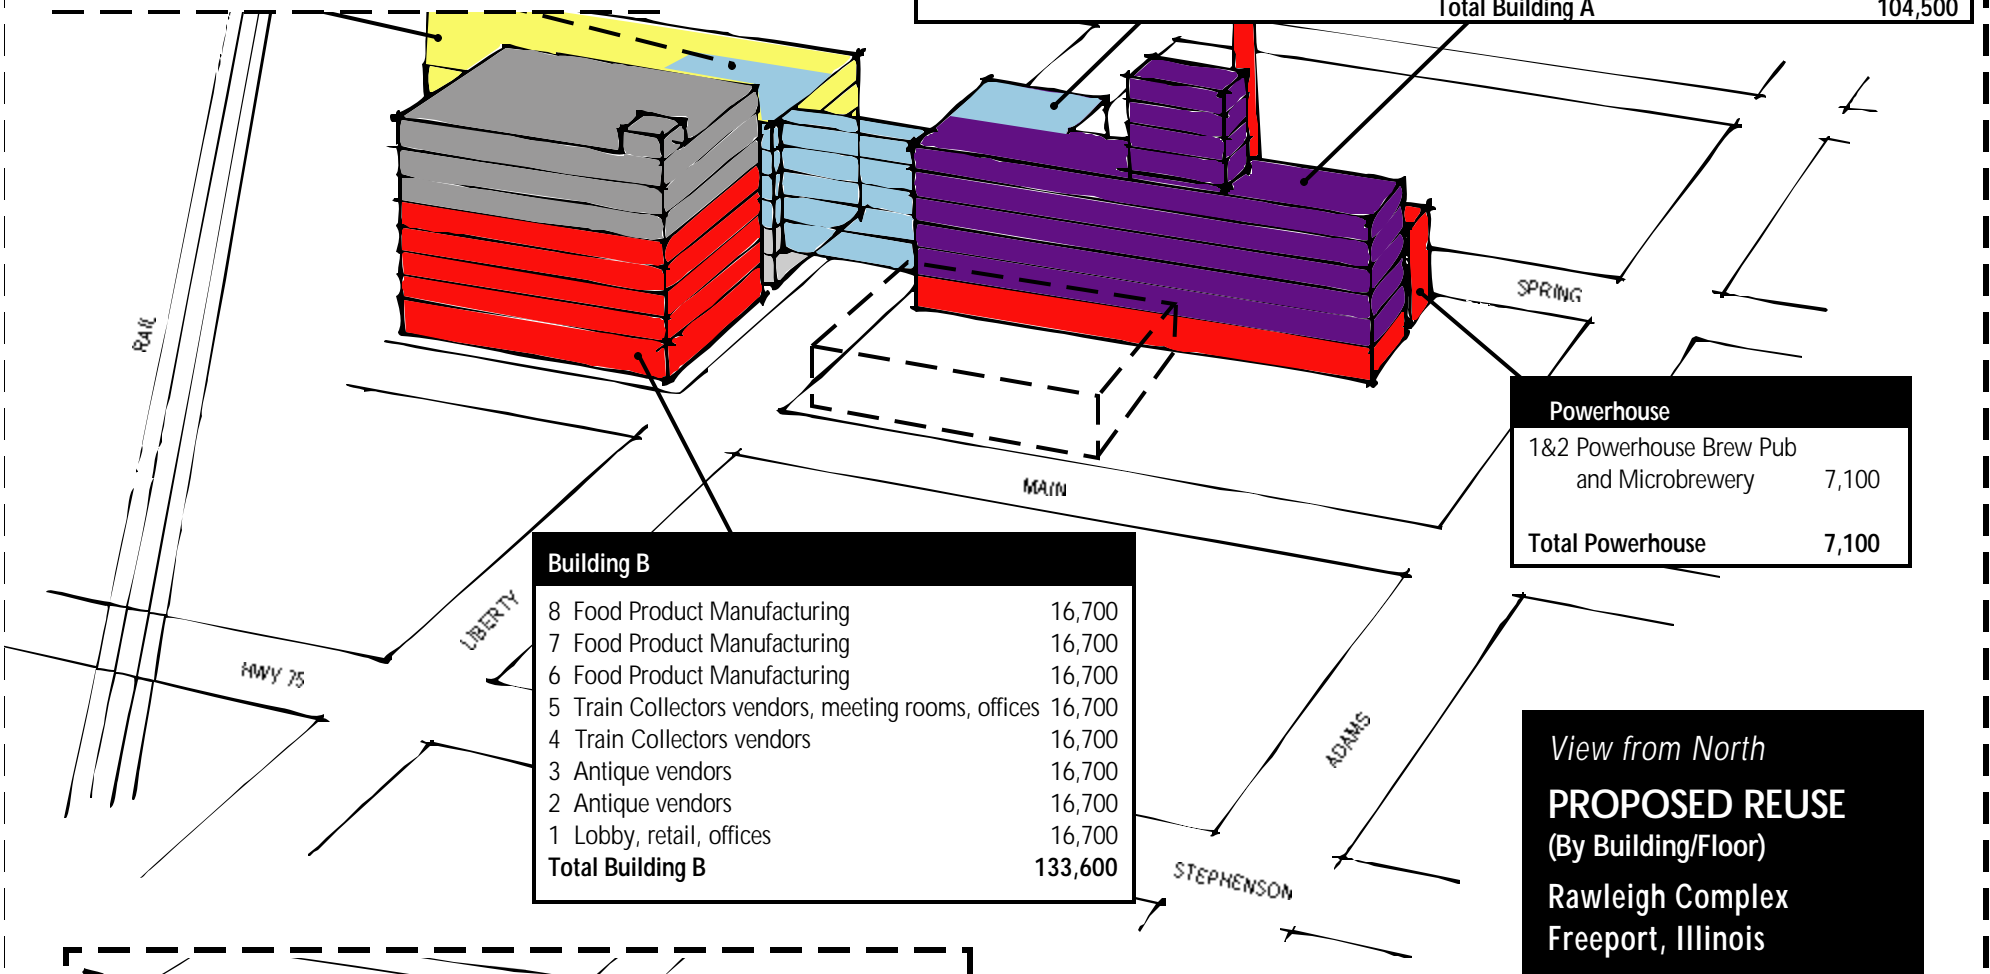 Total Building A 104,500
RAIL
SPRING
Powerhouse
1&2 Powerhouse Brew Pub
and Microbrewery 7,100
Total Powerhouse 7,100
MAIN
Building B
8 Food Product Manufacturing 16,700
7 Food Product Manufacturing 16,700
6 Food Product Manufacturing 16,700
5 Train Collectors vendors, meeting rooms, offices 16,700
4 Train Collectors vendors 16,700
3 Antique vendors 16,700
2 Antique vendors 16,700
1 Lobby, retail, offices 16,700
Total Building B 133,600
LIBERTY
HWY 75
ADAMS
STEPHENSON
View from North
PROPOSED REUSE
(By Building/Floor)
Rawleigh Complex
Freeport, Illinois